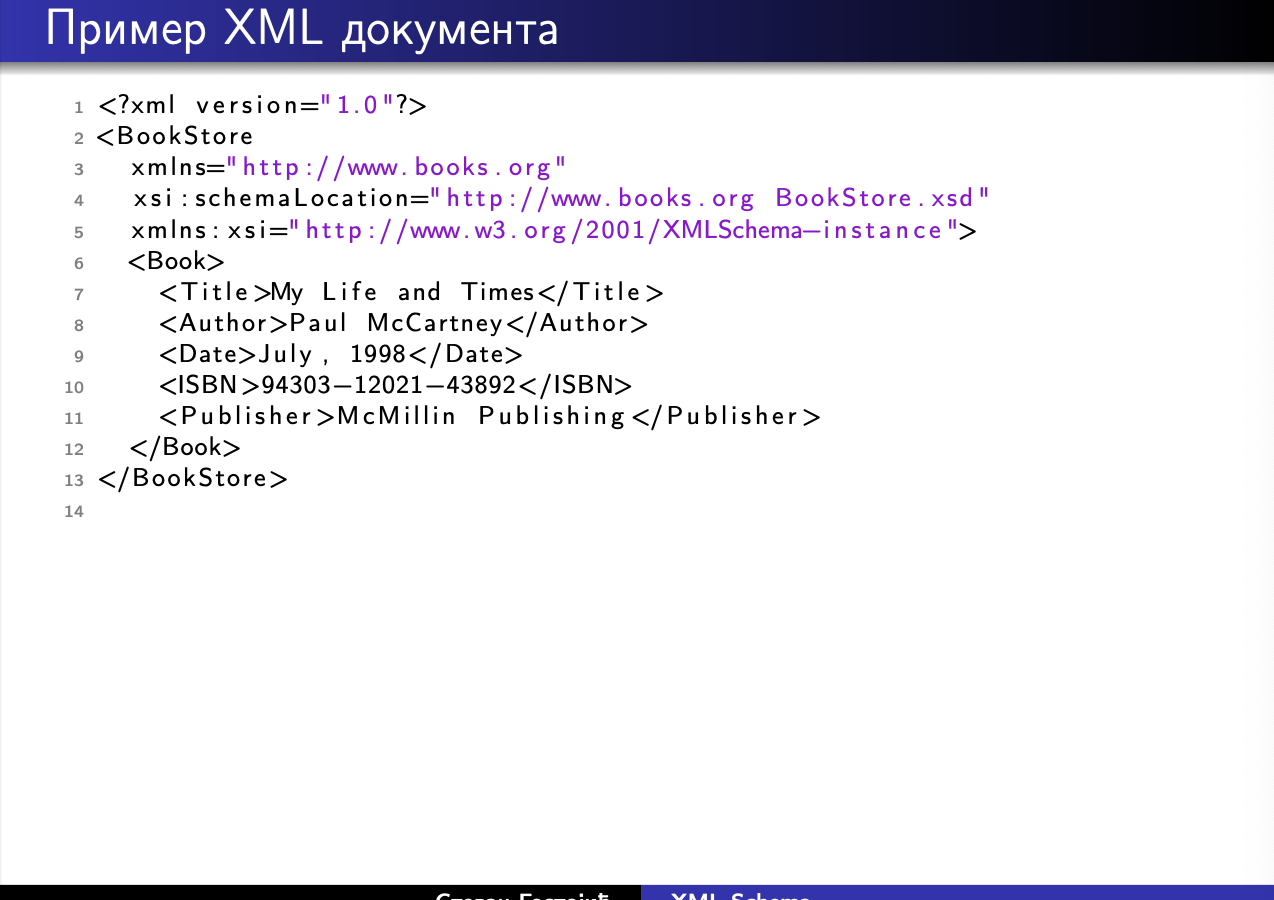 Пример XML документа
1 <?xml version="1.0"?>
2 <BookStore
3 xmlns="http://www.books.org"
4 xsi:schemaLocation="http://www.books.org BookStore.xsd"
5 xmlns:xsi="http://www.w3.org/2001/XMLSchema−instance">
6 <Book>
7 <Title>My Life and Times</Title>
8 <Author>Paul McCartney</Author>
9 <Date>July, 1998</Date>
10 <ISBN>94303−12021−43892</ISBN>
11 <Publisher>McMillin Publishing</Publisher>
12 </Book>
13 </BookStore>
14
XML Schema